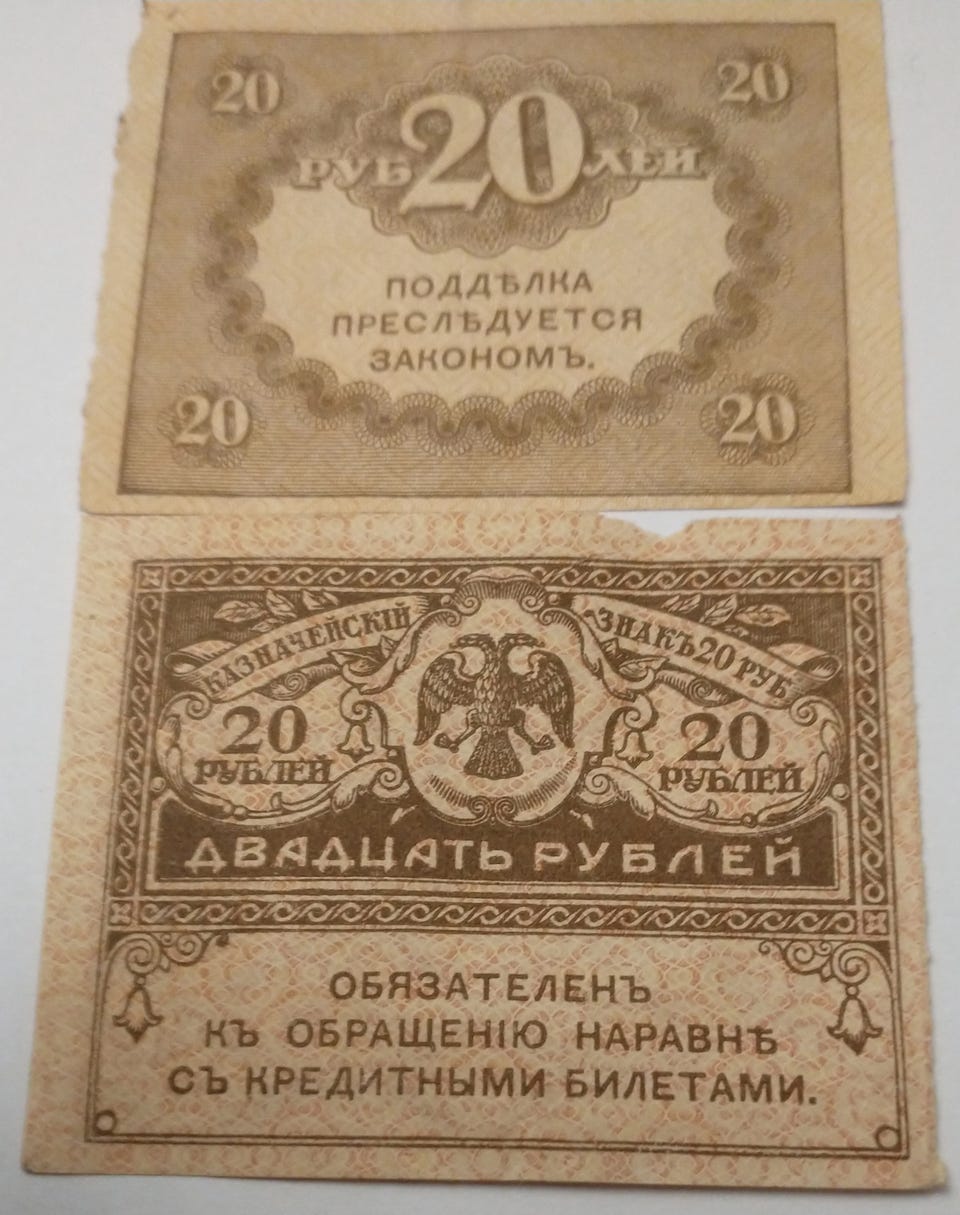 20 20
РУБ20ЛЕЙ
ПОДДѢЛКА
ПРЕСЛѢДУЕТСЯ
ЗАКОНОМЪ.
20 20
КАЗНАЧЕЙСКІЙ ЗНАКЪ 20 РУБ
20 20
РУБЛЕЙ РУБЛЕЙ
ДВАДЦАТЬ РУБЛЕЙ
ОБЯЗАТЕЛЕНЪ
КЪ ОБРАЩЕНІЮ НАРАВНѢ
СЪ КРЕДИТНЫМИ БИЛЕТАМИ.